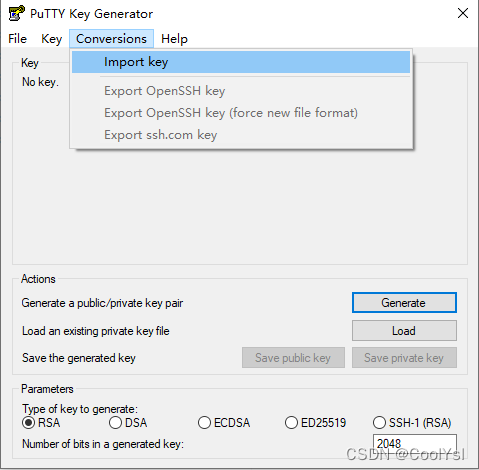 PuTTY Key Generator
File Key Conversions Help
Import key
Export OpenSSH key
Export OpenSSH key (force new file format)
Export ssh.com key
Key
No key.
Actions
Generate a public/private key pair
Generate
Load an existing private key file
Load
Save the generated key
Save public key
Save private key
Parameters
Type of key to generate:
RSA DSA ECDSA ED25519 SSH-1 (RSA)
Number of bits in a generated key:
2048
CSDN @CoolYsl